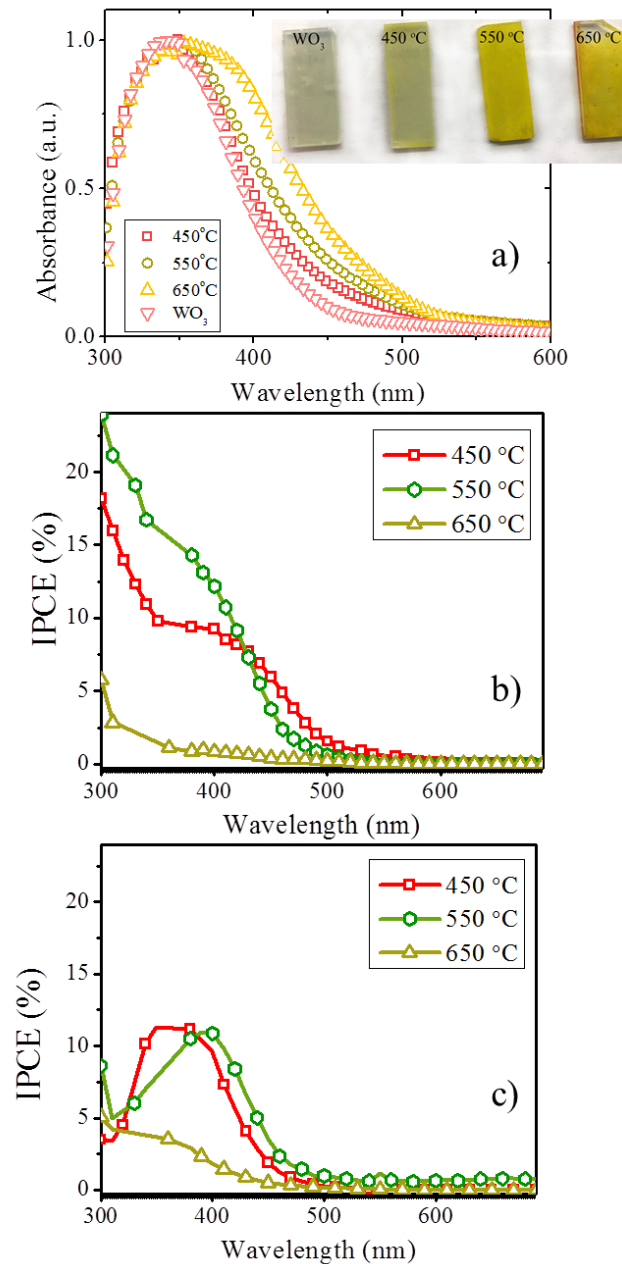 WO3 450 °C 550 °C 650 °C
1.0
0.5
0.0
Absorbance (a.u.)
450°C
550°C
650°C
WO3
a)
300 400 500 600
Wavelength (nm)
20
15
10
5
0
IPCE (%)
450 °C
550 °C
650 °C
b)
300 400 500 600
Wavelength (nm)
20
15
10
5
0
IPCE (%)
450 °C
550 °C
650 °C
c)
300 400 500 600
Wavelength (nm)